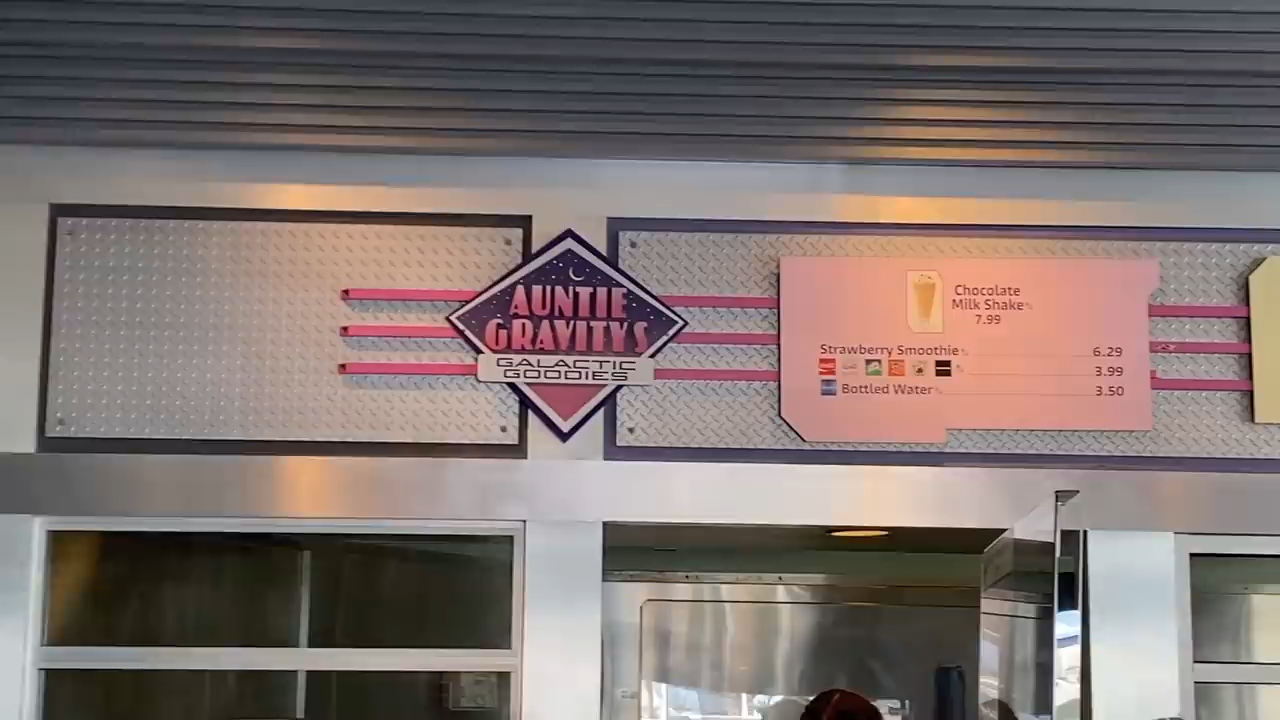 AUNTIE
GRAVITY'S
GALACTIC
GOODIES
Chocolate
Milk Shake
7.99
Strawberry Smoothie 6.29
3.99
Bottled Water 3.50